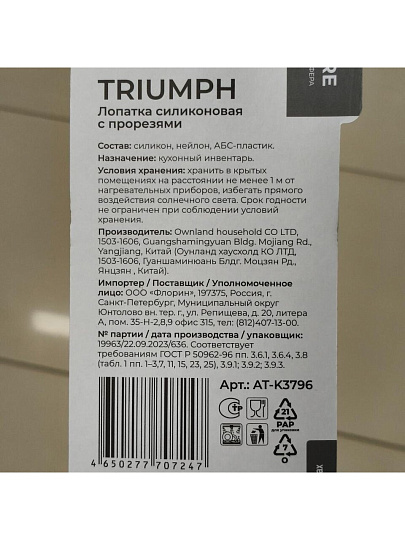 TRIUMPH
Лопатка силиконовая
с прорезями
Состав: силикон, нейлон, АБС-пластик.
Назначение: кухонный инвентарь.
Условия хранения: хранить в крытых
помещениях на расстоянии не менее 1 м от
нагревательных приборов, избегать прямого
воздействия солнечного света. Срок годности
не ограничен при соблюдении условий
хранения.
Производитель: Ownland household CO LTD,
1503-1606, Guangshamingyuan Bldg. Mojiang Rd.,
Yangjiang, Китай (Оунланд хаусхолд КО ЛТД,
1503-1606, Гуаншаминюань Блдг. Моцзян Рд.,
Янцзян , Китай).
Импортер / Поставщик / Уполномоченное
лицо: ООО «Флорин», 197375, Россия, г.
Санкт-Петербург, Муниципальный округ
Юнтолово вн. тер. г., ул. Репищева, д. 20, литера
А, пом. 35-Н-2,8,9 офис 315, тел: (812)407-13-00.
№ партии / дата производства / упаковщик:
19963/22.09.2023/636. Соответствует
требованиям ГОСТ Р 50962-96 пп. 3.6.1, 3.6.4, 3.8
(табл. 1 пп. 1–3,7, 11, 15, 23, 25), 3.9.1; 3.9.2; 3.9.3.
Арт.: AT-K3796
21
PAP
для упаковки
7
O
4 650277 707247
RE
ФЕРА